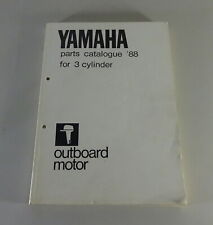 YAMAHA
parts catalogue '88
for 3 cylinder
outboard
motor